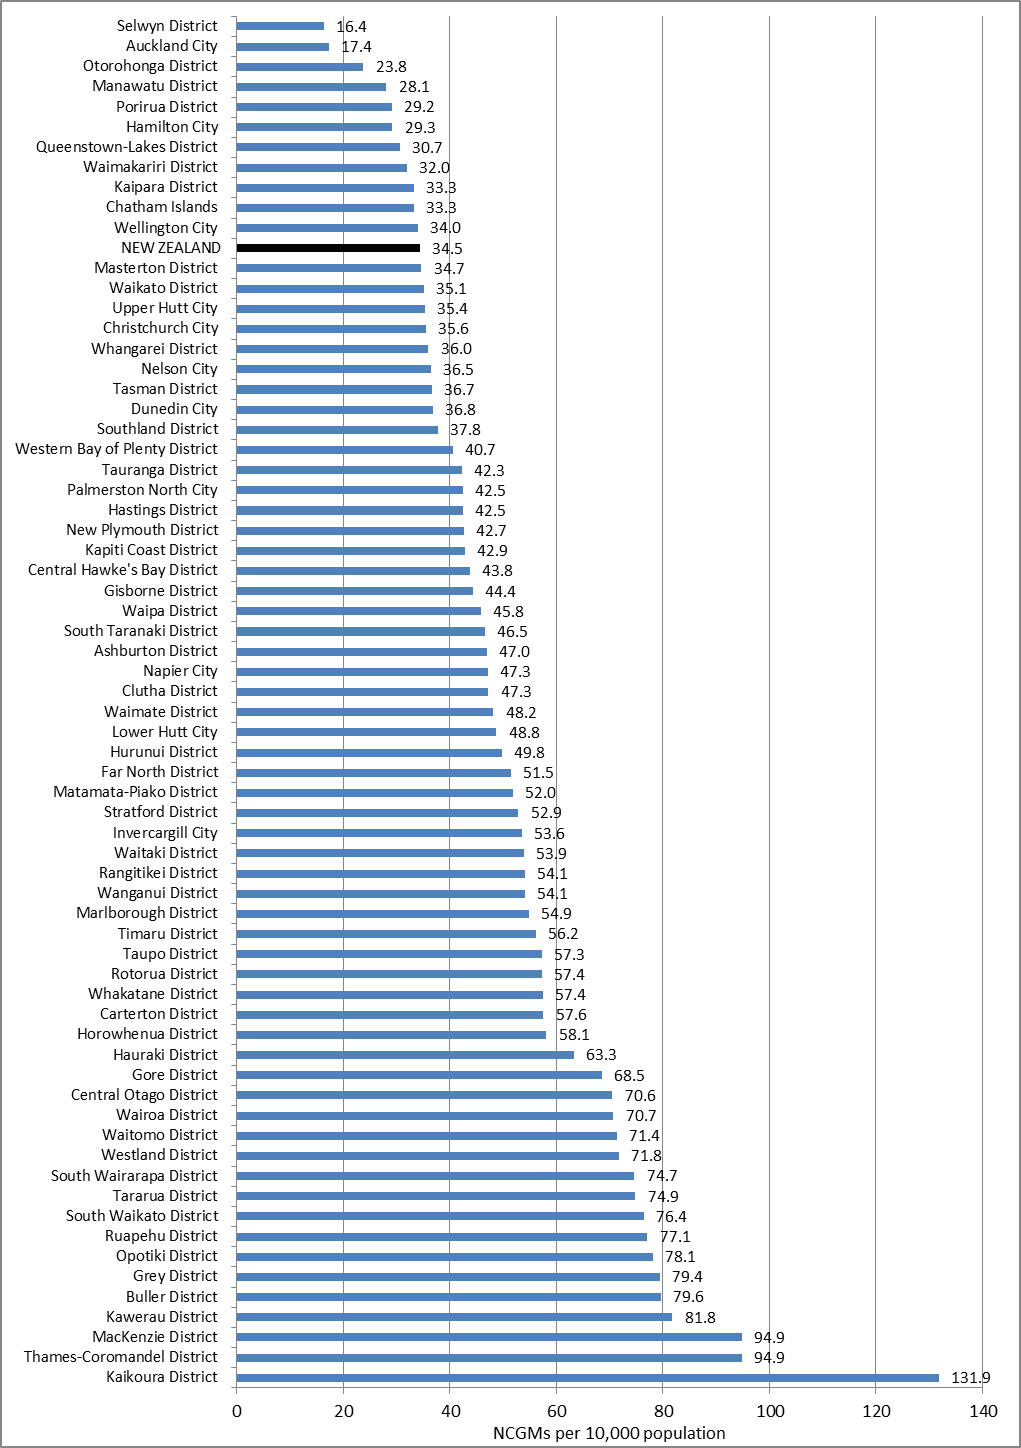 Selwyn District 16.4
Auckland City 17.4
Otorohonga District 23.8
Manawatu District 28.1
Porirua District 29.2
Hamilton City 29.3
Queenstown-Lakes District 30.7
Waimakariri District 32.0
Kaipara District 33.3
Chatham Islands 33.3
Wellington City 34.0
NEW ZEALAND 34.5
Masterton District 34.7
Waikato District 35.1
Upper Hutt City 35.4
Christchurch City 35.6
Whangarei District 36.0
Nelson City 36.5
Tasman District 36.7
Dunedin City 36.8
Southland District 37.8
Western Bay of Plenty District 40.7
Tauranga District 42.3
Palmerston North City 42.5
Hastings District 42.5
New Plymouth District 42.7
Kapiti Coast District 42.9
Central Hawke's Bay District 43.8
Gisborne District 44.4
Waipa District 45.8
South Taranaki District 46.5
Ashburton District 47.0
Napier City 47.3
Clutha District 47.3
Waimate District 48.2
Lower Hutt City 48.8
Hurunui District 49.8
Far North District 51.5
Matamata-Piako District 52.0
Stratford District 52.9
Invercargill City 53.6
Waitaki District 53.9
Rangitikei District 54.1
Wanganui District 54.1
Marlborough District 54.9
Timaru District 56.2
Taupo District 57.3
Rotorua District 57.4
Whakatane District 57.4
Carterton District 57.6
Horowhenua District 58.1
Hauraki District 63.3
Gore District 68.5
Central Otago District 70.6
Wairoa District 70.7
Waitomo District 71.4
Westland District 71.8
South Wairarapa District 74.7
Tararua District 74.9
South Waikato District 76.4
Ruapehu District 77.1
Opotiki District 78.1
Grey District 79.4
Buller District 79.6
Kawerau District 81.8
MacKenzie District 94.9
Thames-Coromandel District 94.9
Kaikoura District 131.9
0 20 40 60 80 100 120 140
NCGMs per 10,000 population